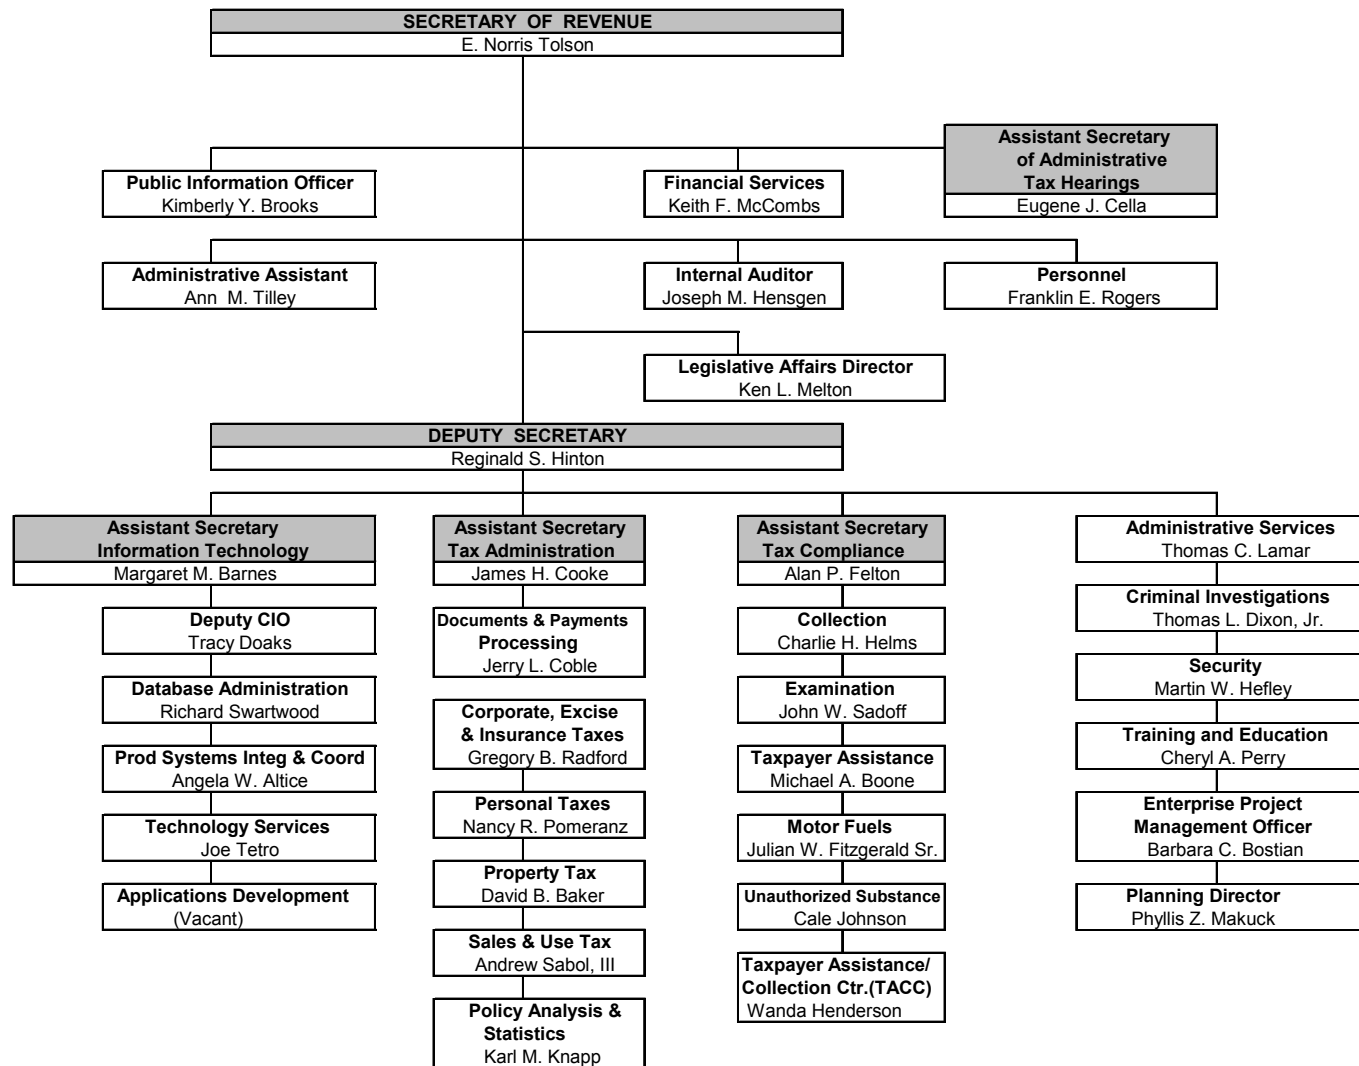 SECRETARY OF REVENUE
E. Norris Tolson
Assistant Secretary
of Administrative
Tax Hearings
Eugene J. Cella
Public Information Officer
Kimberly Y. Brooks
Financial Services
Keith F. McCombs
Administrative Assistant
Ann M. Tilley
Internal Auditor
Joseph M. Hensgen
Personnel
Franklin E. Rogers
Legislative Affairs Director
Ken L. Melton
DEPUTY SECRETARY
Reginald S. Hinton
Assistant Secretary
Information Technology
Margaret M. Barnes
Deputy CIO
Tracy Doaks
Database Administration
Richard Swartwood
Prod Systems Integ & Coord
Angela W. Altice
Technology Services
Joe Tetro
Applications Development
(Vacant)
Assistant Secretary
Tax Administration
James H. Cooke
Documents & Payments
Processing
Jerry L. Coble
Corporate, Excise
& Insurance Taxes
Gregory B. Radford
Personal Taxes
Nancy R. Pomeranz
Property Tax
David B. Baker
Sales & Use Tax
Andrew Sabol, III
Policy Analysis &
Statistics
Karl M. Knapp
Assistant Secretary
Tax Compliance
Alan P. Felton
Collection
Charlie H. Helms
Examination
John W. Sadoff
Taxpayer Assistance
Michael A. Boone
Motor Fuels
Julian W. Fitzgerald Sr.
Unauthorized Substance
Cale Johnson
Taxpayer Assistance/
Collection Ctr.(TACC)
Wanda Henderson
Administrative Services
Thomas C. Lamar
Criminal Investigations
Thomas L. Dixon, Jr.
Security
Martin W. Hefley
Training and Education
Cheryl A. Perry
Enterprise Project
Management Officer
Barbara C. Bostian
Planning Director
Phyllis Z. Makuck